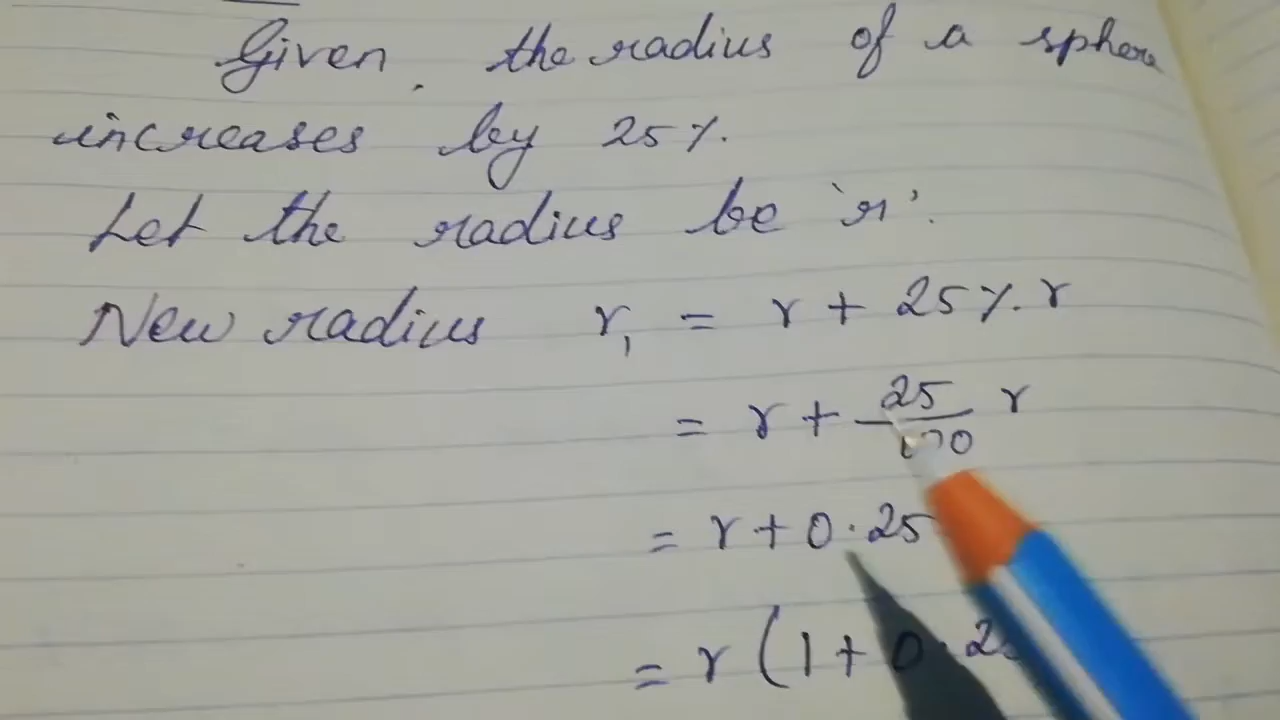 Given. the radius of a sphere
increases by 25%.
Let the radius be 'r'.
New radius r₁ = r + 25%. r
= r + 25/100 r
= r + 0.25
= r (1 + 0.2